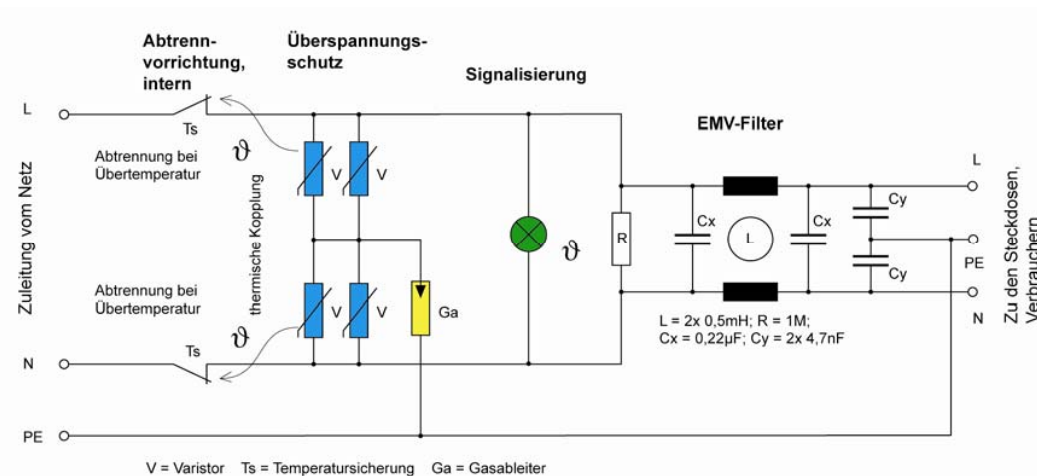 Abtrenn-
vorrichtung,
intern
Überspannungs-
schutz
Signalisierung
EMV-Filter
L
Ts
ϑ
Abtrennung bei
Übertemperatur
V
V
thermische Kopplung
Zuleitung vom Netz
Abtrennung bei
Übertemperatur
ϑ
V
V
Ga
ϑ
R
Cx
L
Cx
Cy
Cy
L
PE
N
Zu den Steckdosen,
Verbrauchern
L = 2x 0,5mH; R = 1M;
Cx = 0,22µF; Cy = 2x 4,7nF
Ts
N
PE
V = Varistor Ts = Temperatursicherung Ga = Gasableiter